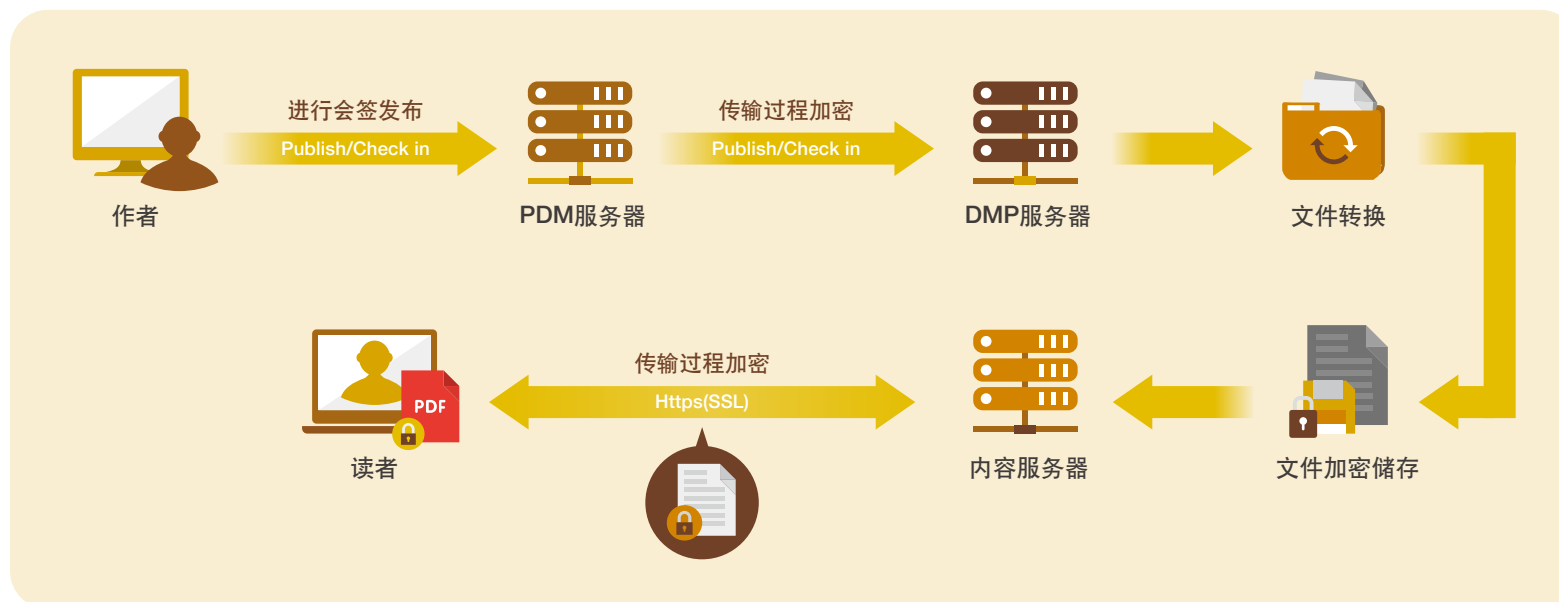 进行会签发布
Publish/Check in
传输过程加密
Publish/Check in
作者
PDM服务器
DMP服务器
文件转换
传输过程加密
Https(SSL)
PDF
读者
内容服务器
文件加密储存